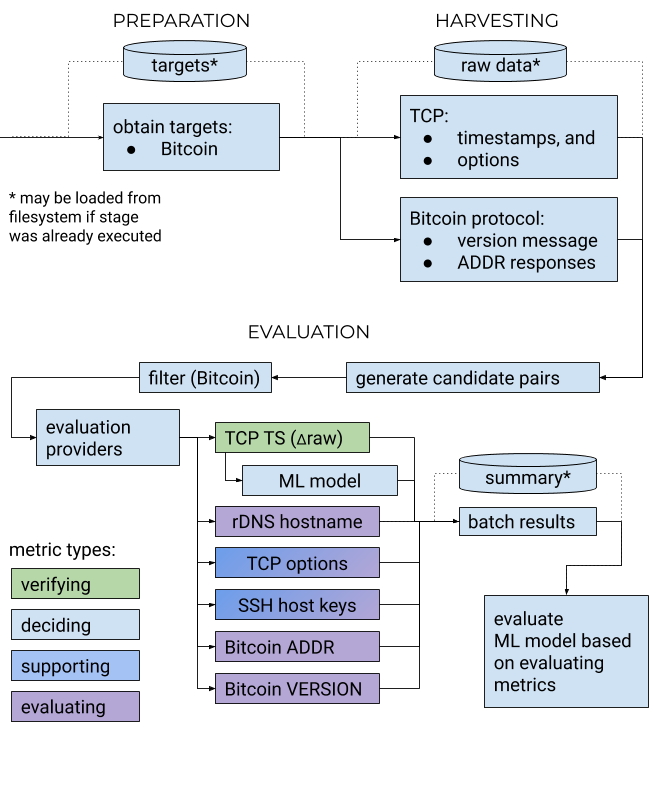 PREPARATION
HARVESTING
targets*
raw data*
obtain targets:
● Bitcoin
TCP:
● timestamps, and
● options
* may be loaded from
filesystem if stage
was already executed
Bitcoin protocol:
● version message
● ADDR responses
EVALUATION
filter (Bitcoin)
generate candidate pairs
evaluation
providers
TCP TS (Δraw)
ML model
rDNS hostname
TCP options
SSH host keys
Bitcoin ADDR
Bitcoin VERSION
summary*
batch results
evaluate
ML model based
on evaluating
metrics
metric types:
verifying
deciding
supporting
evaluating